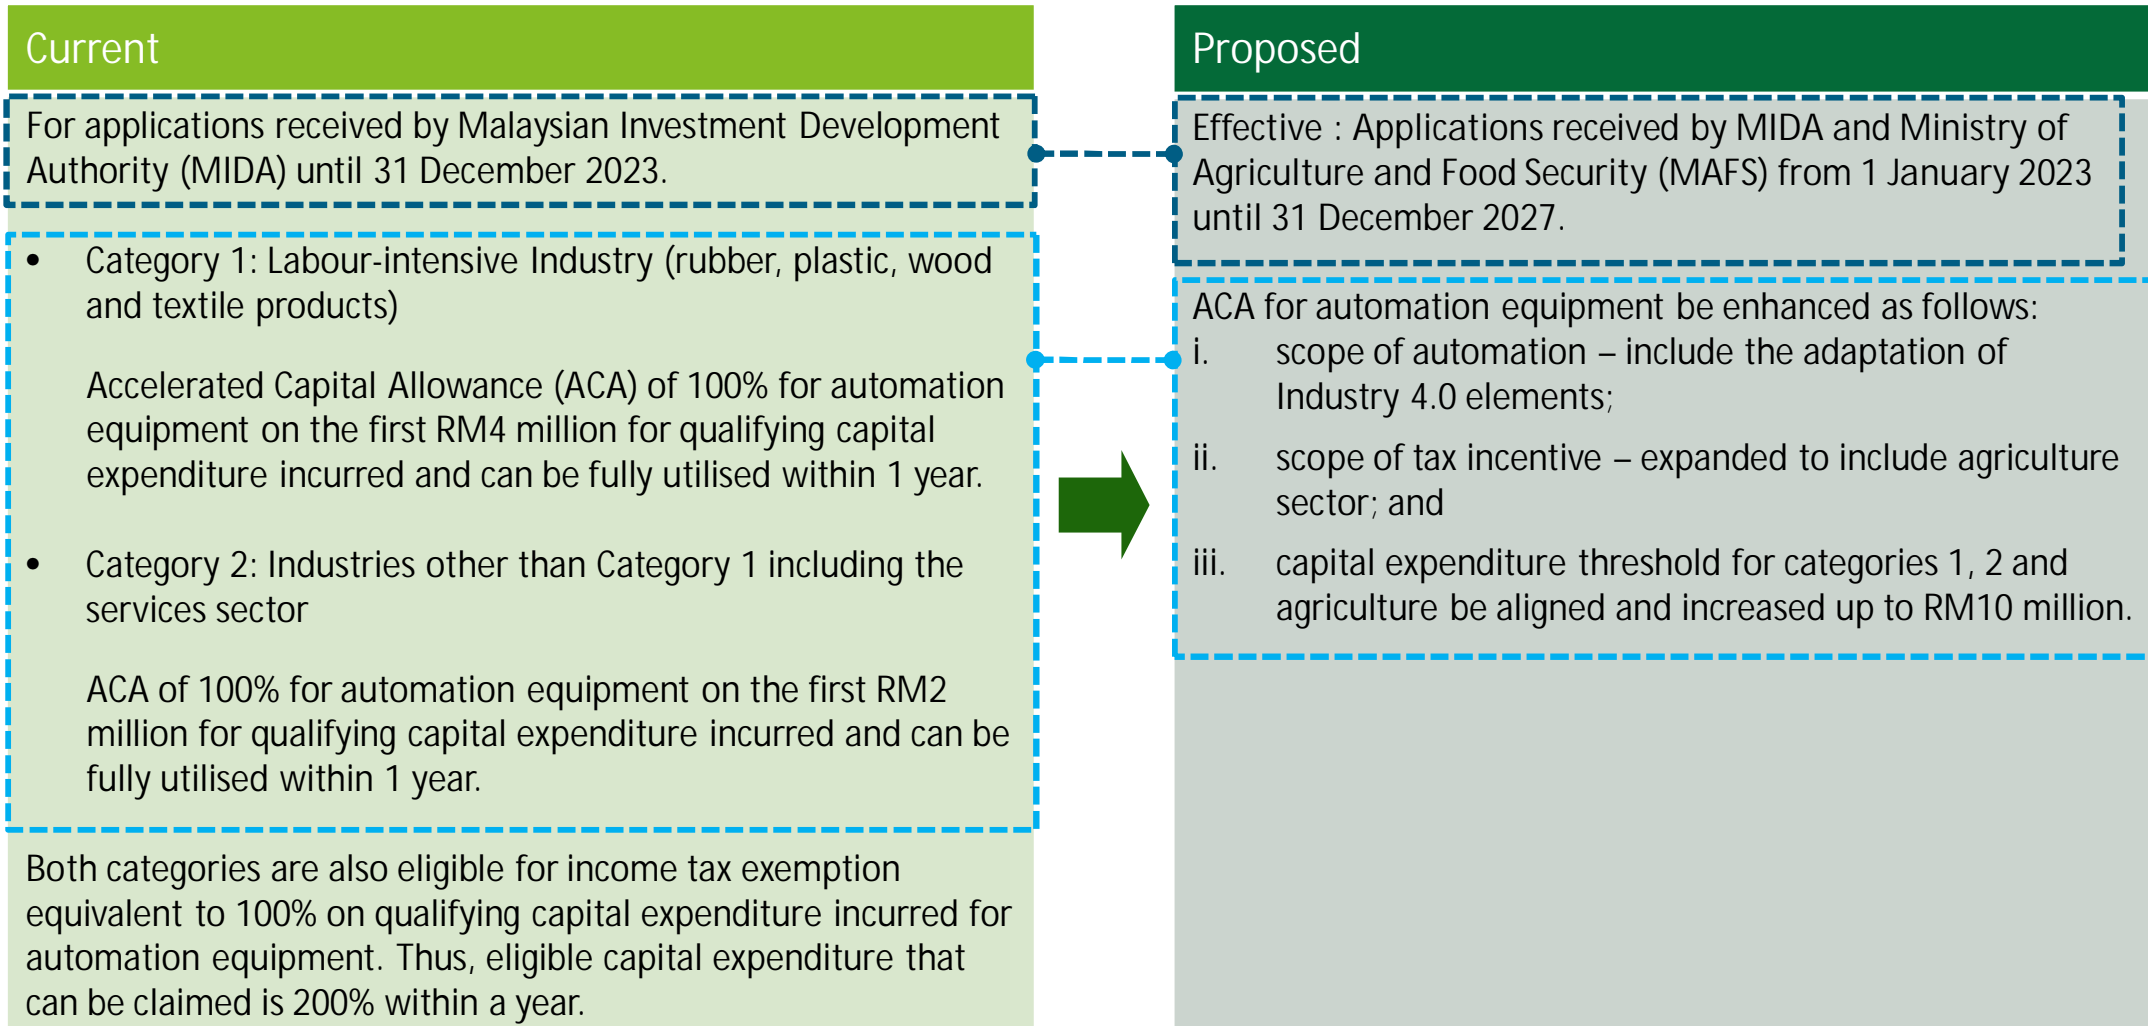 Current
For applications received by Malaysian Investment Development
Authority (MIDA) until 31 December 2023.
• Category 1: Labour-intensive Industry (rubber, plastic, wood
and textile products)
Accelerated Capital Allowance (ACA) of 100% for automation
equipment on the first RM4 million for qualifying capital
expenditure incurred and can be fully utilised within 1 year.
• Category 2: Industries other than Category 1 including the
services sector
ACA of 100% for automation equipment on the first RM2
million for qualifying capital expenditure incurred and can be
fully utilised within 1 year.
Both categories are also eligible for income tax exemption
equivalent to 100% on qualifying capital expenditure incurred for
automation equipment. Thus, eligible capital expenditure that
can be claimed is 200% within a year.
Proposed
Effective : Applications received by MIDA and Ministry of
Agriculture and Food Security (MAFS) from 1 January 2023
until 31 December 2027.
ACA for automation equipment be enhanced as follows:
i. scope of automation – include the adaptation of
Industry 4.0 elements;
ii. scope of tax incentive – expanded to include agriculture
sector; and
iii. capital expenditure threshold for categories 1, 2 and
agriculture be aligned and increased up to RM10 million.